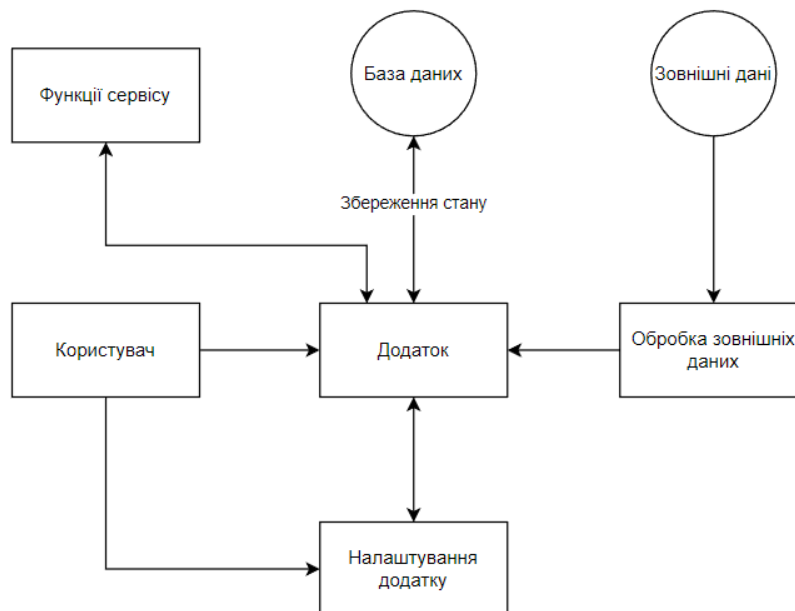 Функції сервісу
База даних
Зовнішні дані
Збереження стану
Користувач
Додаток
Обробка зовнішніх
даних
Налаштування
додатку